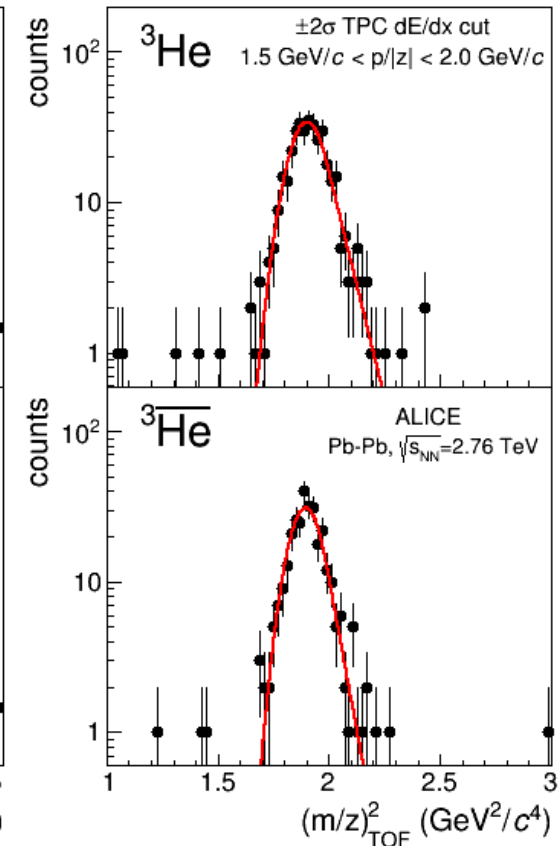 ³He
±2σ TPC dE/dx cut
1.5 GeV/c < p/|z| < 2.0 GeV/c
counts
10²
10
1
³H̅e̅
ALICE
Pb-Pb, √sNN=2.76 TeV
counts
10²
10
1
1 1.5 2 2.5 3
(m/z)²TOF (GeV²/c⁴)